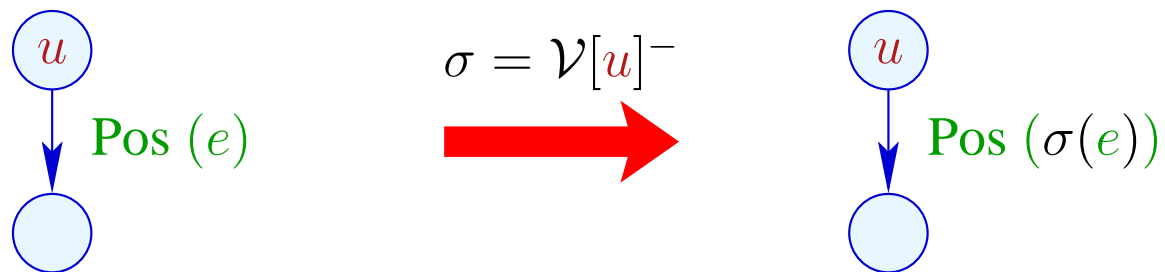 u
Pos (e)
σ = 𝒱[u]⁻
u
Pos (σ(e))